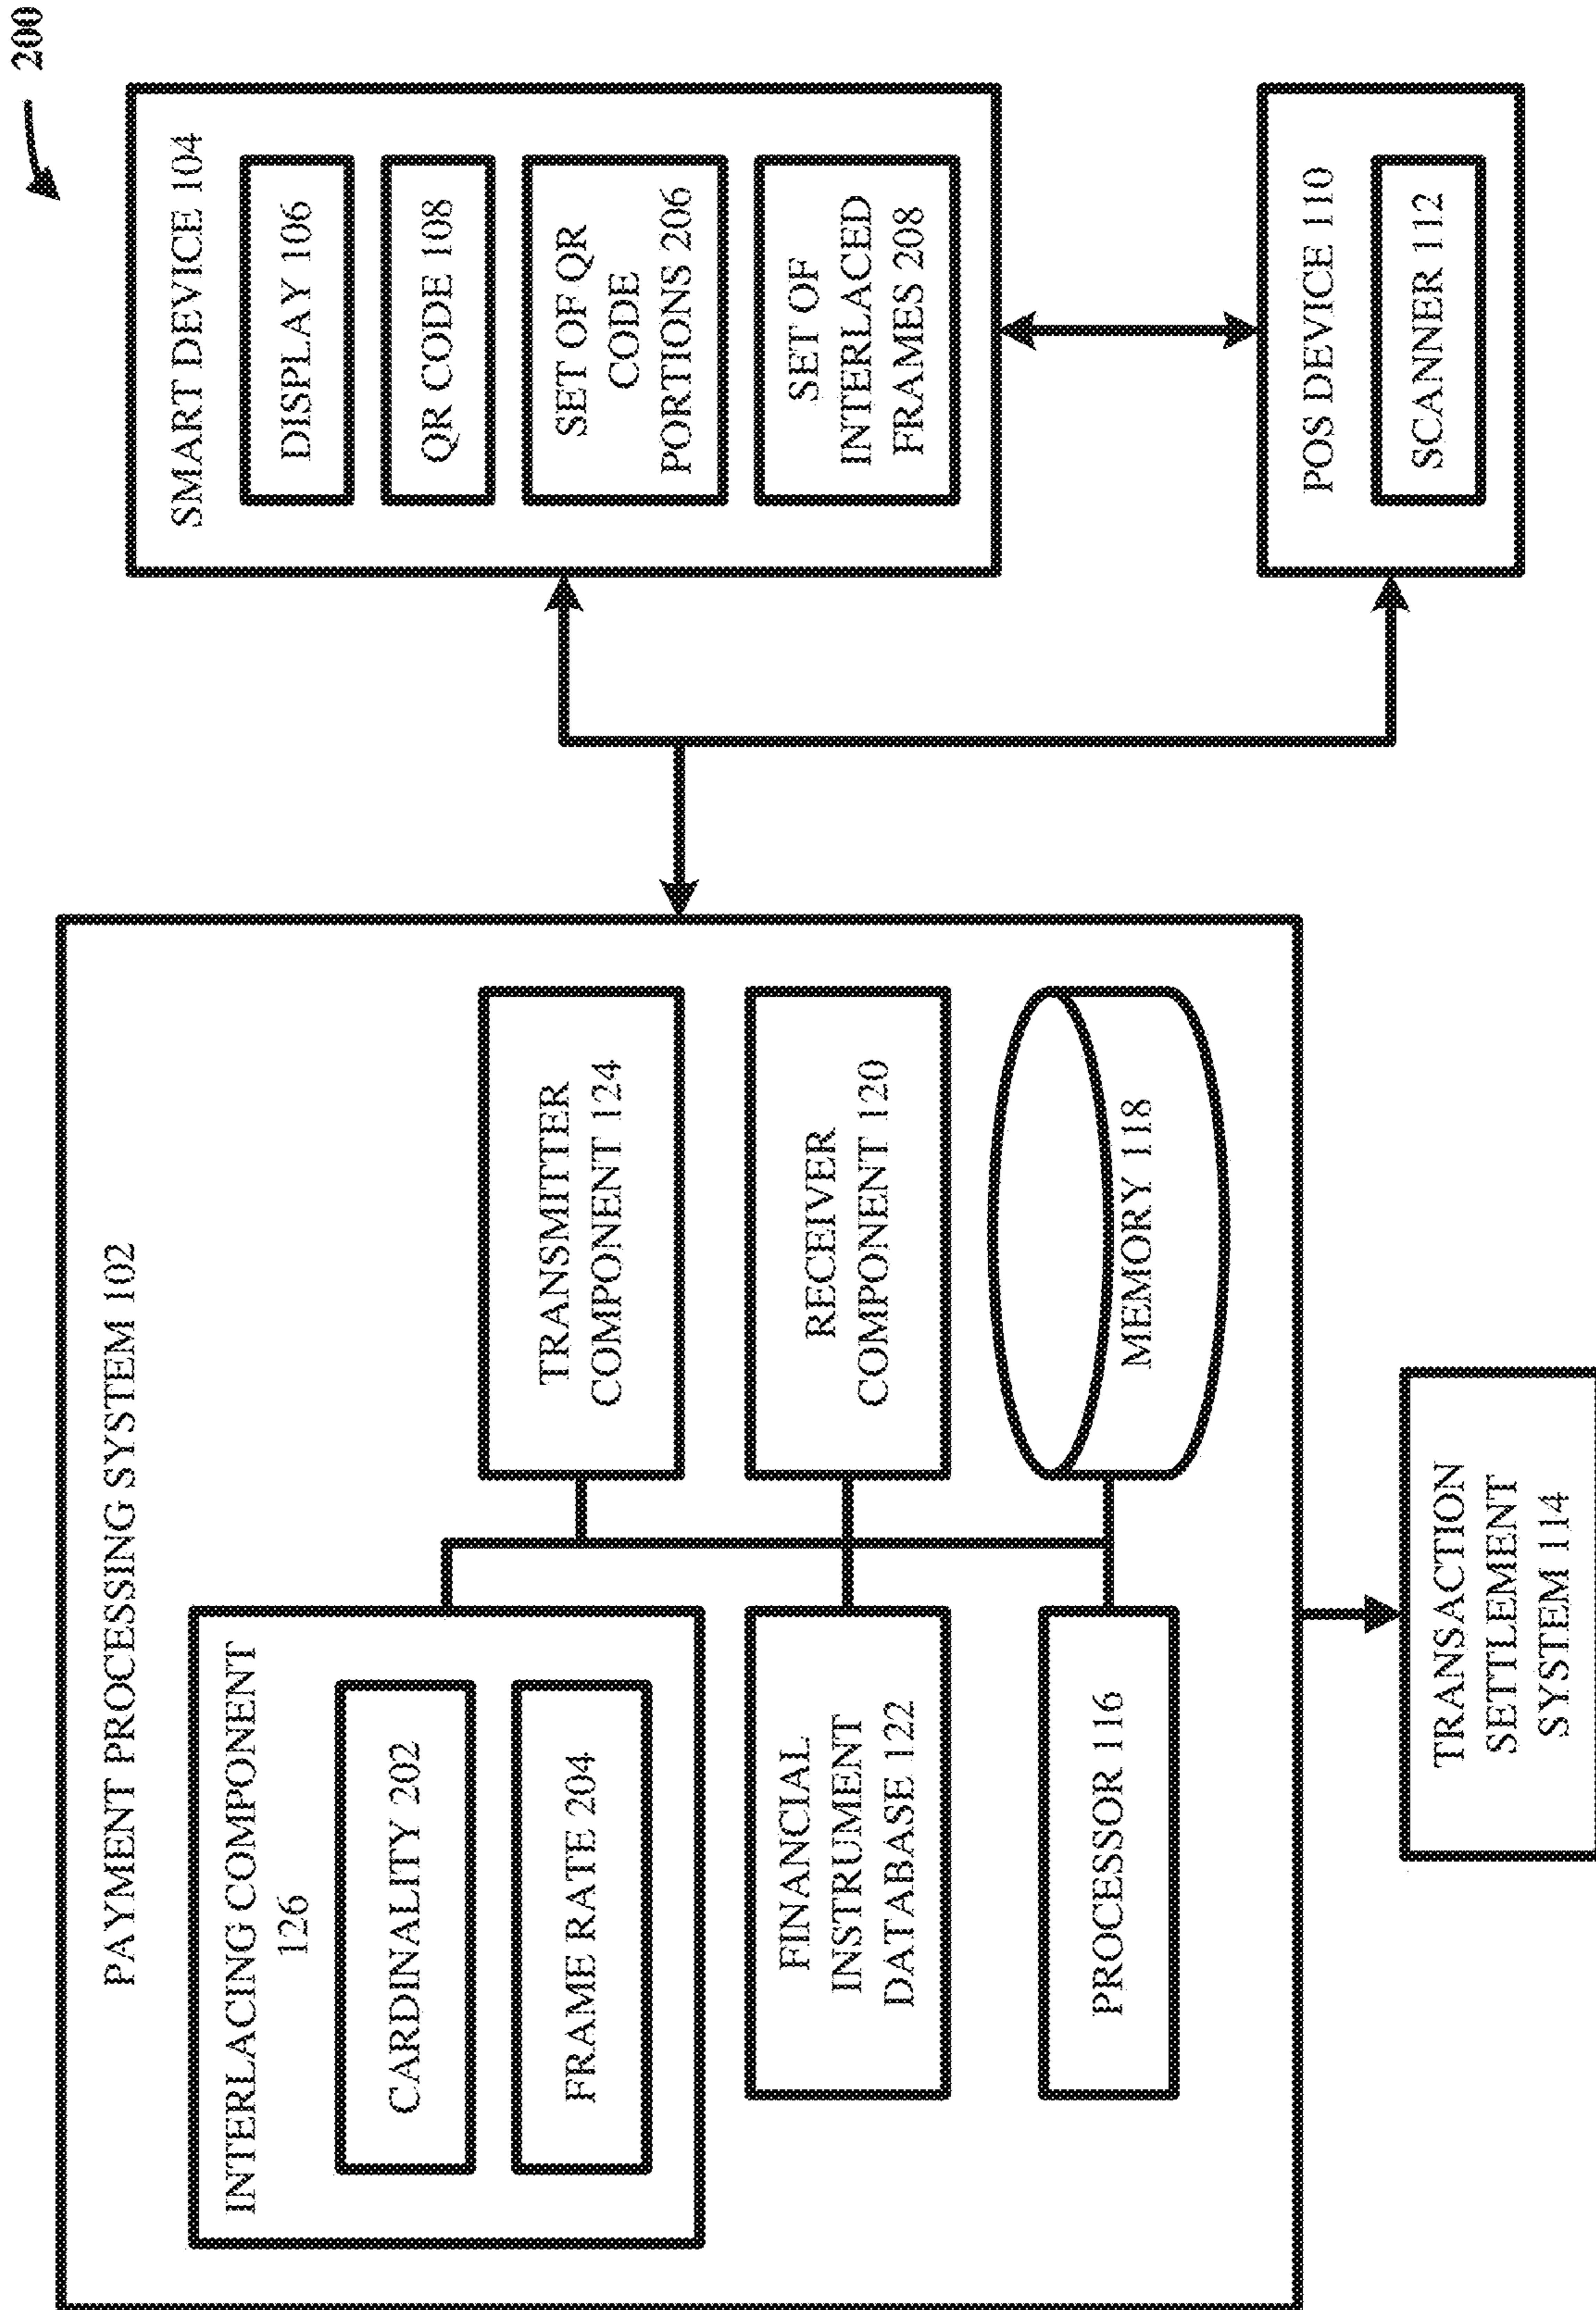 200
PAYMENT PROCESSING SYSTEM 102
INTERLACING COMPONENT
126
CARDINALITY 202
FRAME RATE 204
TRANSMITTER
COMPONENT 124
FINANCIAL
INSTRUMENT
DATABASE 122
RECEIVER
COMPONENT 120
PROCESSOR 116
MEMORY 118
TRANSACTION
SETTLEMENT
SYSTEM 114
SMART DEVICE 104
DISPLAY 106
QR CODE 108
SET OF QR
CODE
PORTIONS 206
SET OF
INTERLACED
FRAMES 208
POS DEVICE 110
SCANNER 112